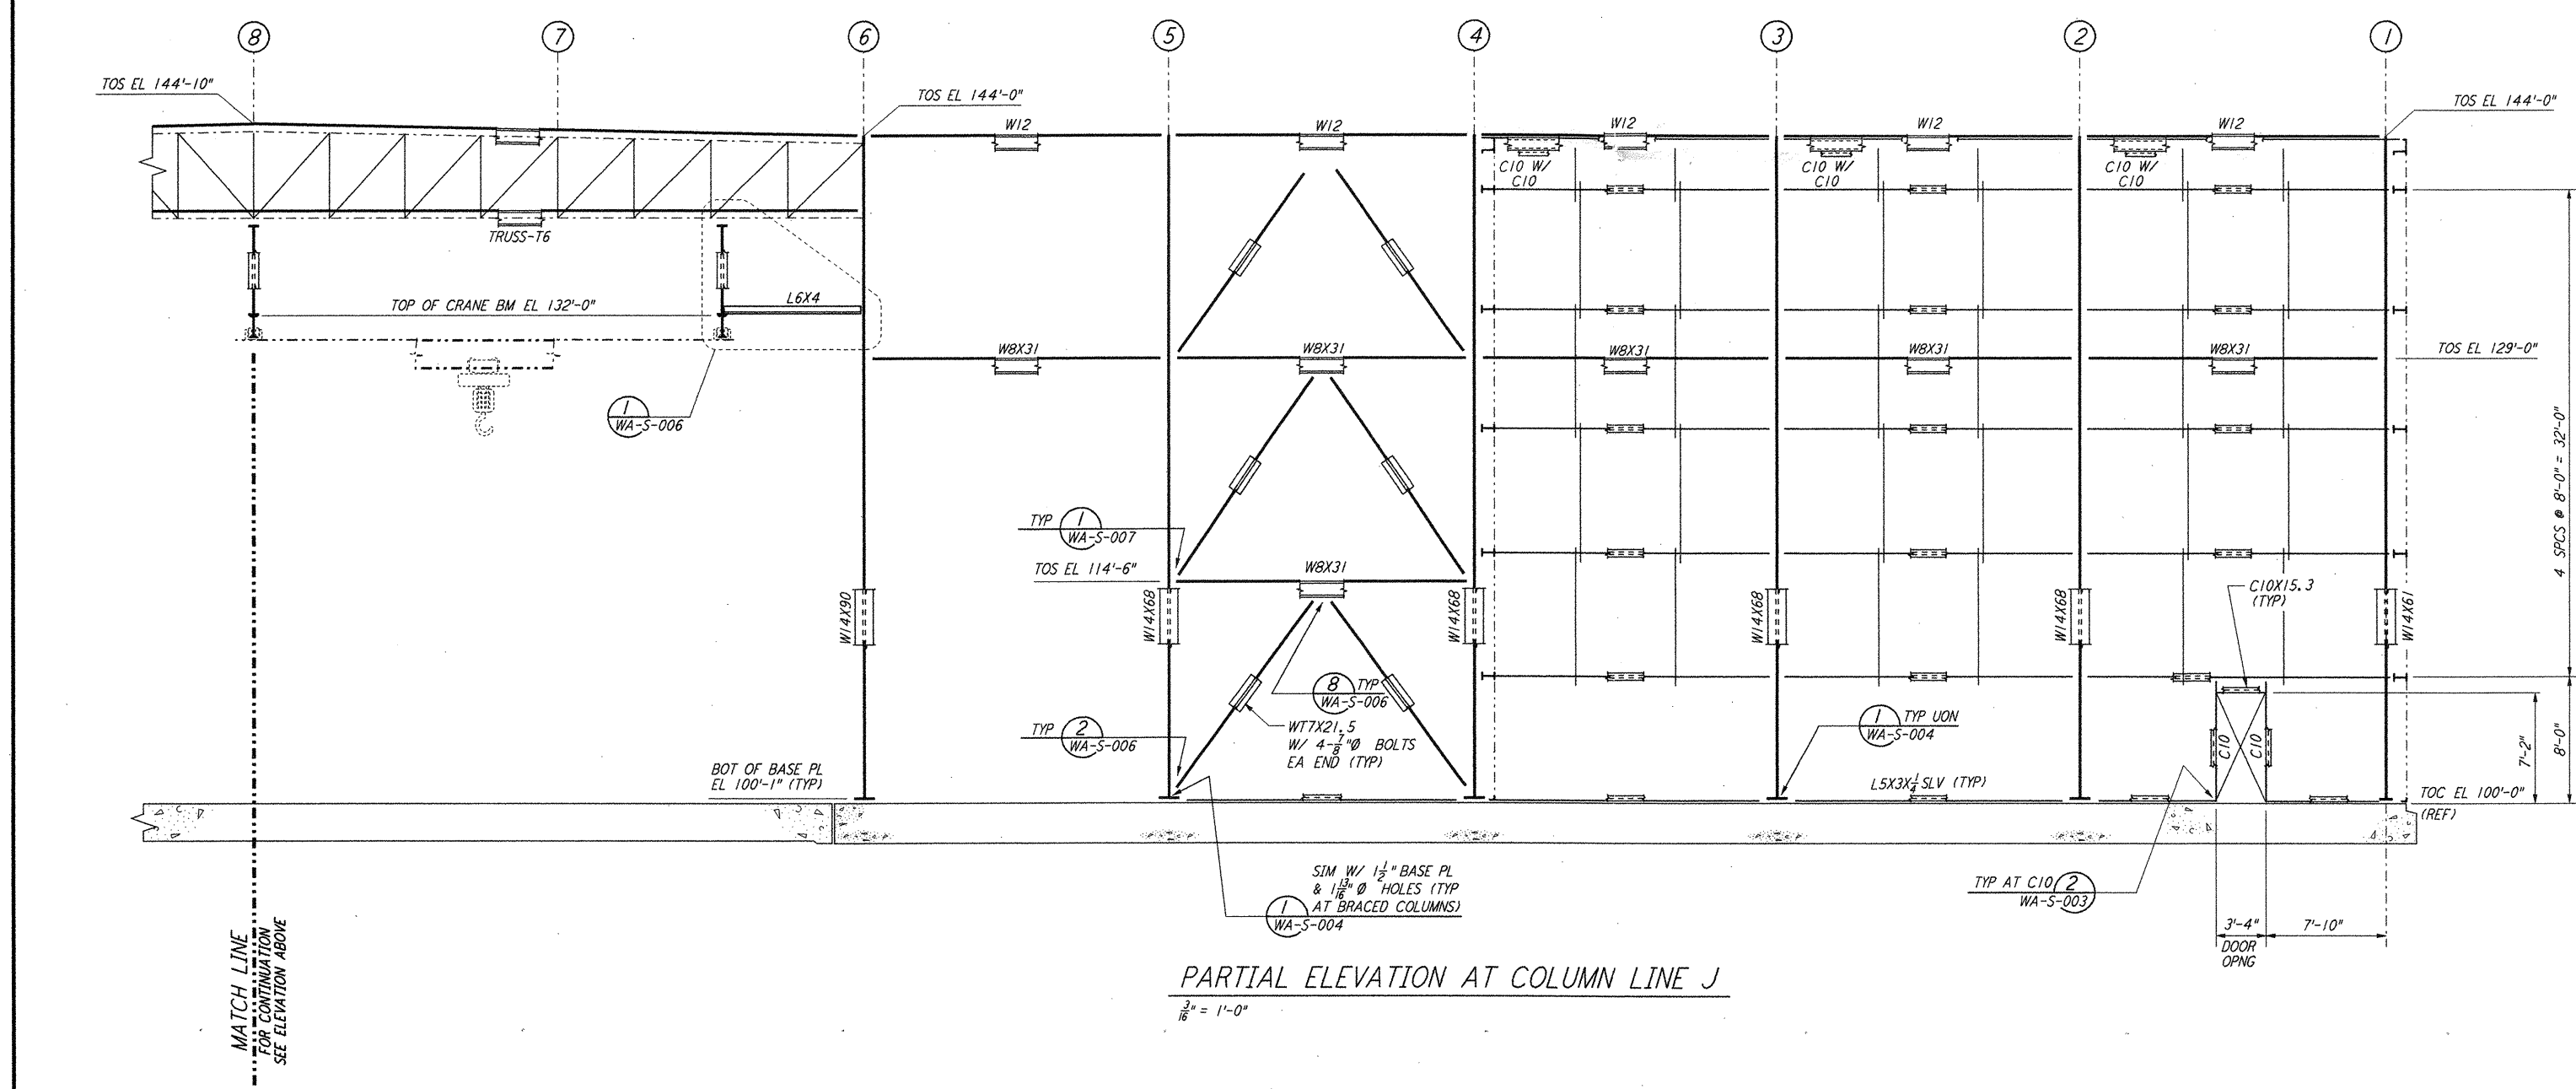 8
7
6
5
4
3
2
1
TOS EL 144'-10"
TOS EL 144'-0"
TOS EL 144'-0"
W12
W12
W12
W12
W12
C10 W/
C10
C10 W/
C10
C10 W/
C10
TRUSS-T6
TOP OF CRANE BM EL 132'-0"
L6X4
W8X31
W8X31
W8X31
W8X31
W8X31
TOS EL 129'-0"
1
WA-S-006
4 SPCS @ 8'-0" = 32'-0"
TYP 1
WA-S-007
TOS EL 114'-6"
W8X31
W14X90
W14X68
W14X68
W14X68
W14X68
W14X61
C10X15.3
(TYP)
8 TYP
WA-S-006
TYP 2
WA-S-006
WT7X21.5
W/ 4-7/8"Ø BOLTS
EA END (TYP)
1 TYP UON
WA-S-004
C10
C10
7'-2"
8'-0"
BOT OF BASE PL
EL 100'-1" (TYP)
L5X3X1/4 SLV (TYP)
TOC EL 100'-0"
(REF)
SIM W/ 1 1/2" BASE PL
& 1 13/16" Ø HOLES (TYP
AT BRACED COLUMNS)
1
WA-S-004
TYP AT C10 2
WA-S-003
3'-4"
DOOR
OPNG
7'-10"
MATCH LINE
FOR CONTINUATION
SEE ELEVATION ABOVE
PARTIAL ELEVATION AT COLUMN LINE J
3/16" = 1'-0"